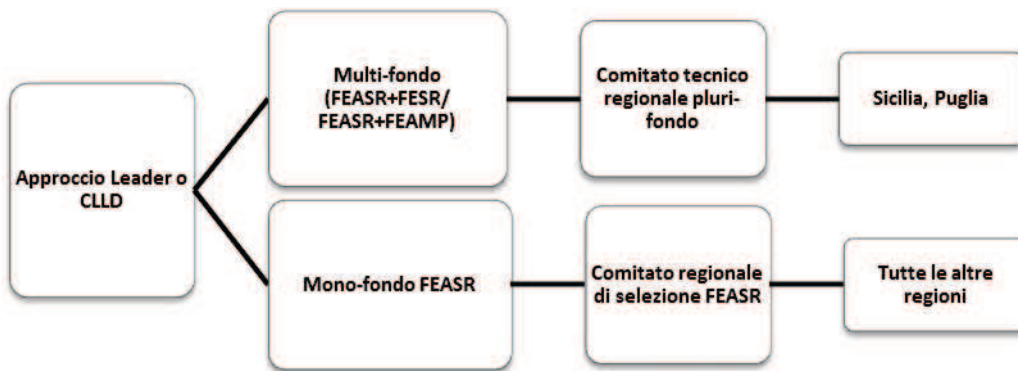 Approccio Leader o
CLLD
Multi-fondo
(FEASR+FESR/
FEASR+FEAMP)
Comitato tecnico
regionale pluri-
fondo
Sicilia, Puglia
Mono-fondo FEASR
Comitato regionale
di selezione FEASR
Tutte le altre
regioni